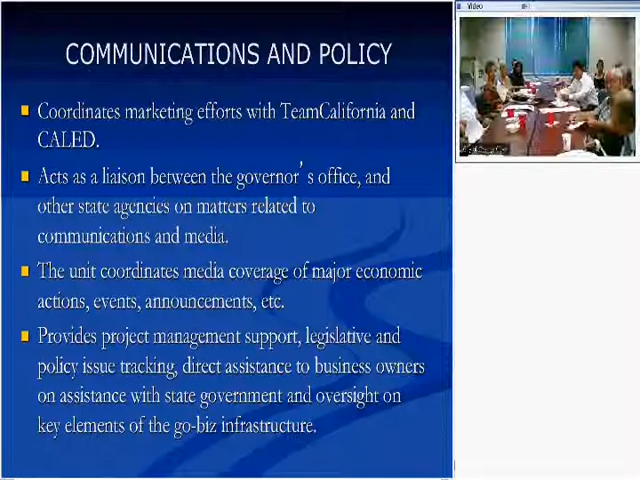 COMMUNICATIONS AND POLICY
Coordinates marketing efforts with TeamCalifornia and
CALED.
Acts as a liaison between the governor's office, and
other state agencies on matters related to
communications and media.
The unit coordinates media coverage of major economic
actions, events, announcements, etc.
Provides project management support, legislative and
policy issue tracking, direct assistance to business owners
on assistance with state government and oversight on
key elements of the go-biz infrastructure.
Video